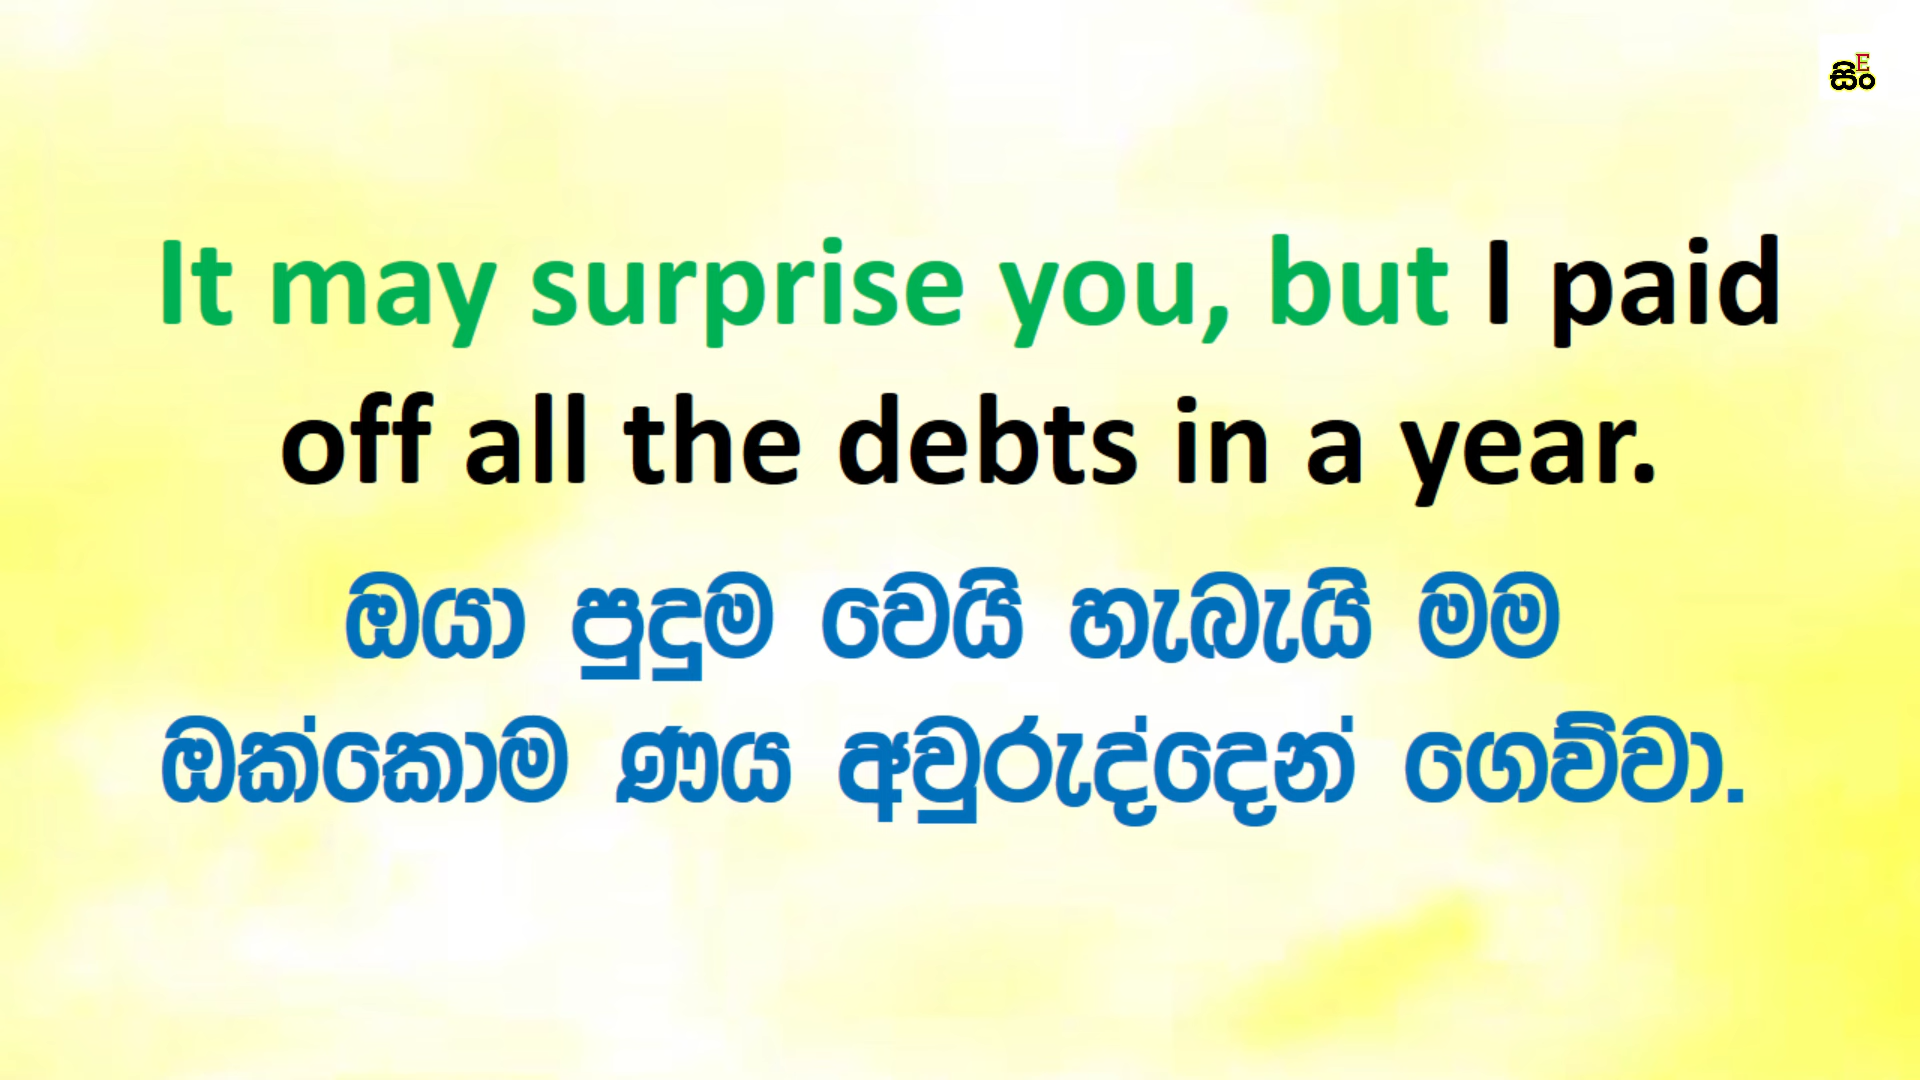 සිං E
It may surprise you, but I paid
off all the debts in a year.
ඔයා පුදුම වෙයි හැබැයි මම
ඔක්කොම ණය අවුරුද්දෙන් ගෙව්වා.